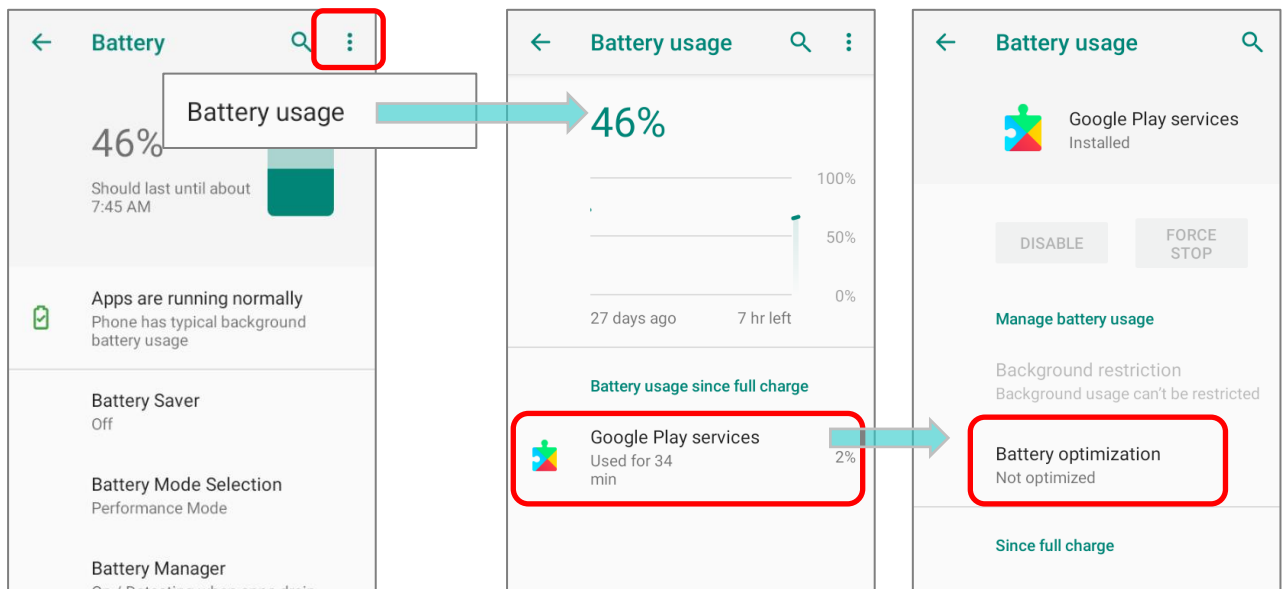 Battery
Battery usage
46%
Should last until about
7:45 AM
Apps are running normally
Phone has typical background
battery usage
Battery Saver
Off
Battery Mode Selection
Performance Mode
Battery Manager
Battery usage
46%
100%
50%
0%
27 days ago 7 hr left
Battery usage since full charge
Google Play services
Used for 34
min
2%
Battery usage
Google Play services
Installed
DISABLE
FORCE
STOP
Manage battery usage
Background restriction
Background usage can't be restricted
Battery optimization
Not optimized
Since full charge